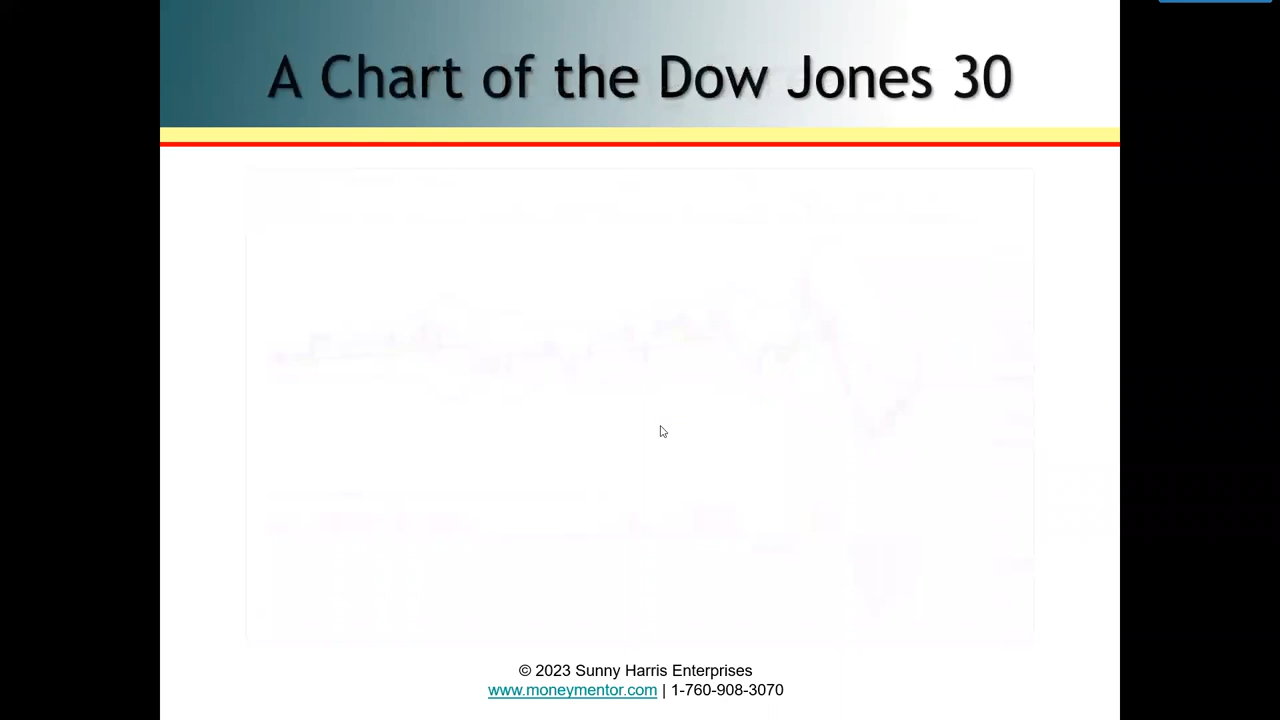 A Chart of the Dow Jones 30
© 2023 Sunny Harris Enterprises
www.moneymentor.com | 1-760-908-3070